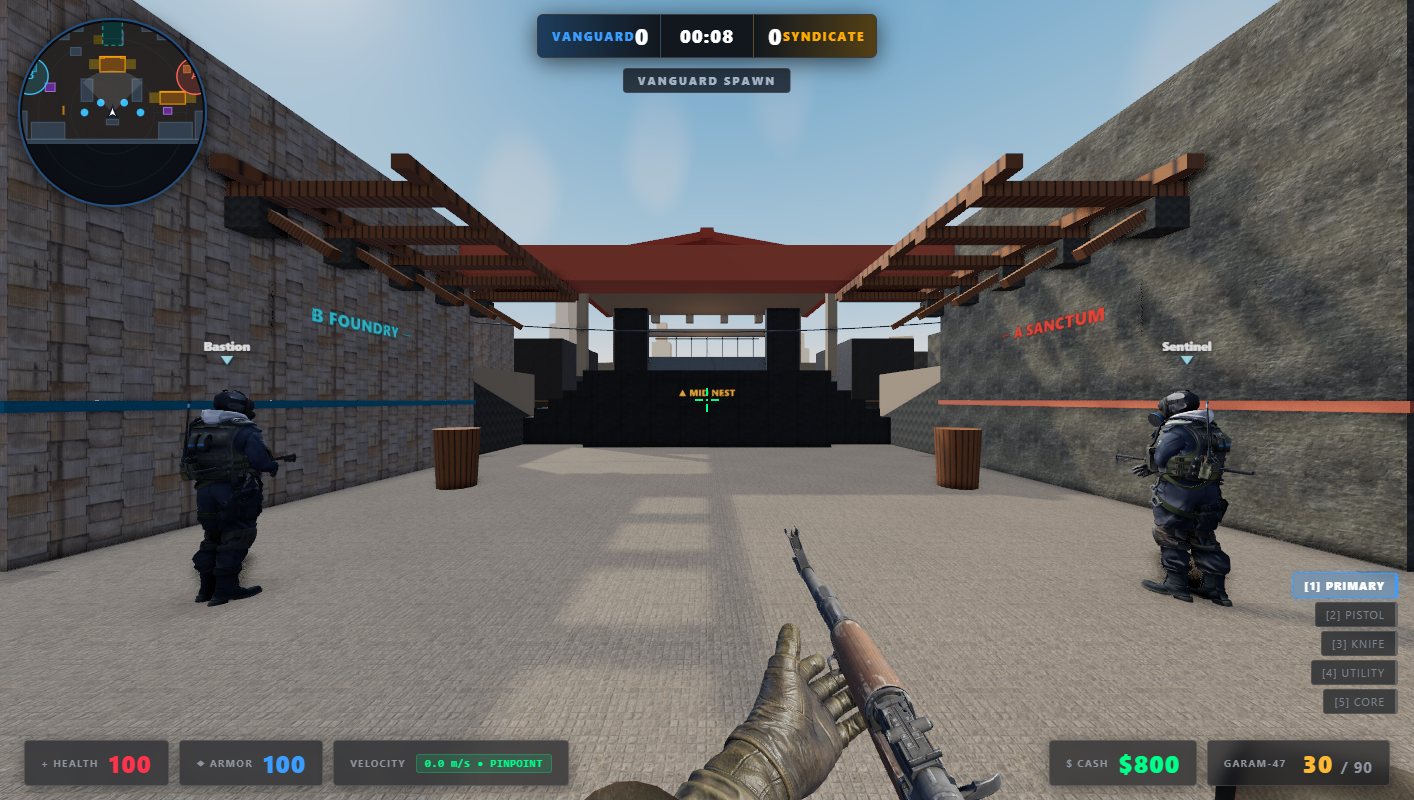 VANGUARD 0 00:08 0 SYNDICATE
VANGUARD SPAWN
B
A
B FOUNDRY
A SANCTUM
Bastion
Sentinel
▲ MID NEST
[1] PRIMARY
[2] PISTOL
[3] KNIFE
[4] UTILITY
[5] CORE
+ HEALTH 100
ARMOR 100
VELOCITY 0.0 m/s • PINPOINT
$ CASH $800
GARAM-47 30 / 90